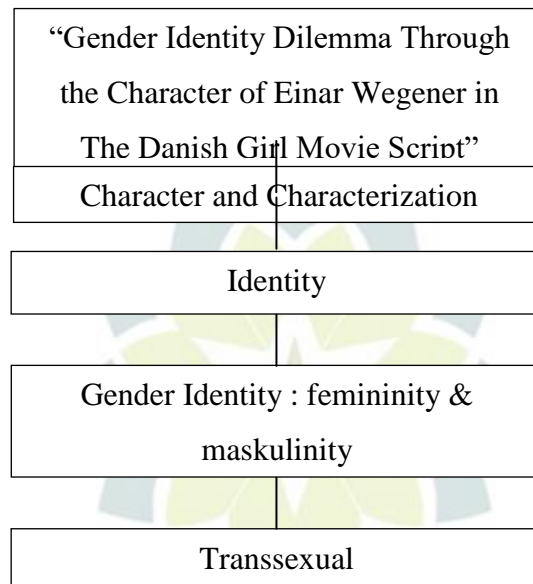 “Gender Identity Dilemma Through
the Character of Einar Wegener in
The Danish Girl Movie Script”
Character and Characterization
Identity
Gender Identity : femininity &
maskulinity
Transsexual